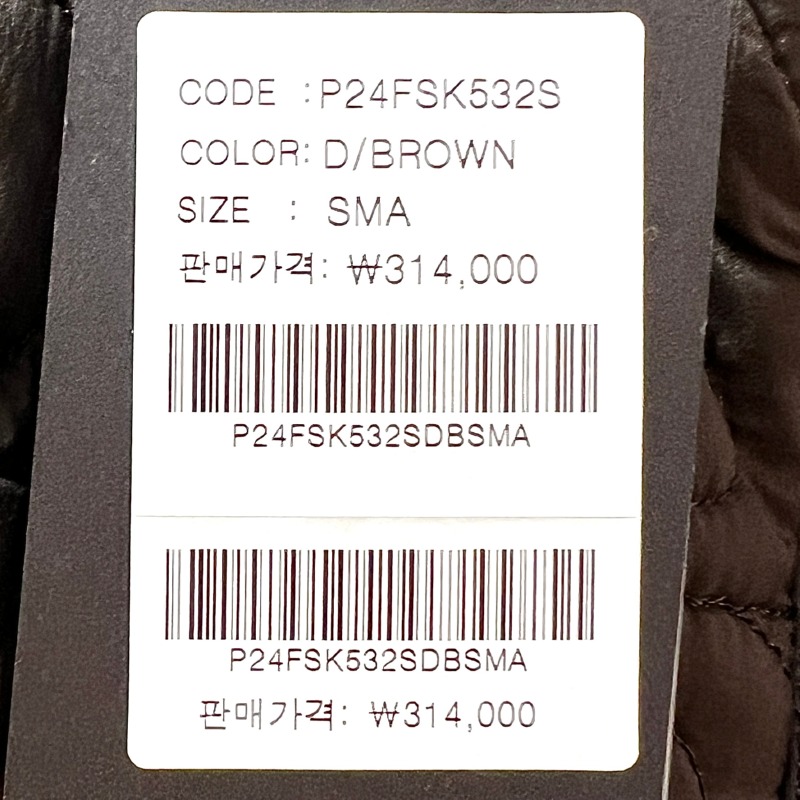 CODE : P24FSK532S
COLOR: D/BROWN
SIZE : SMA
판매가격: ₩314,000
P24FSK532SDBSMA
P24FSK532SDBSMA
판매가격: ₩314,000